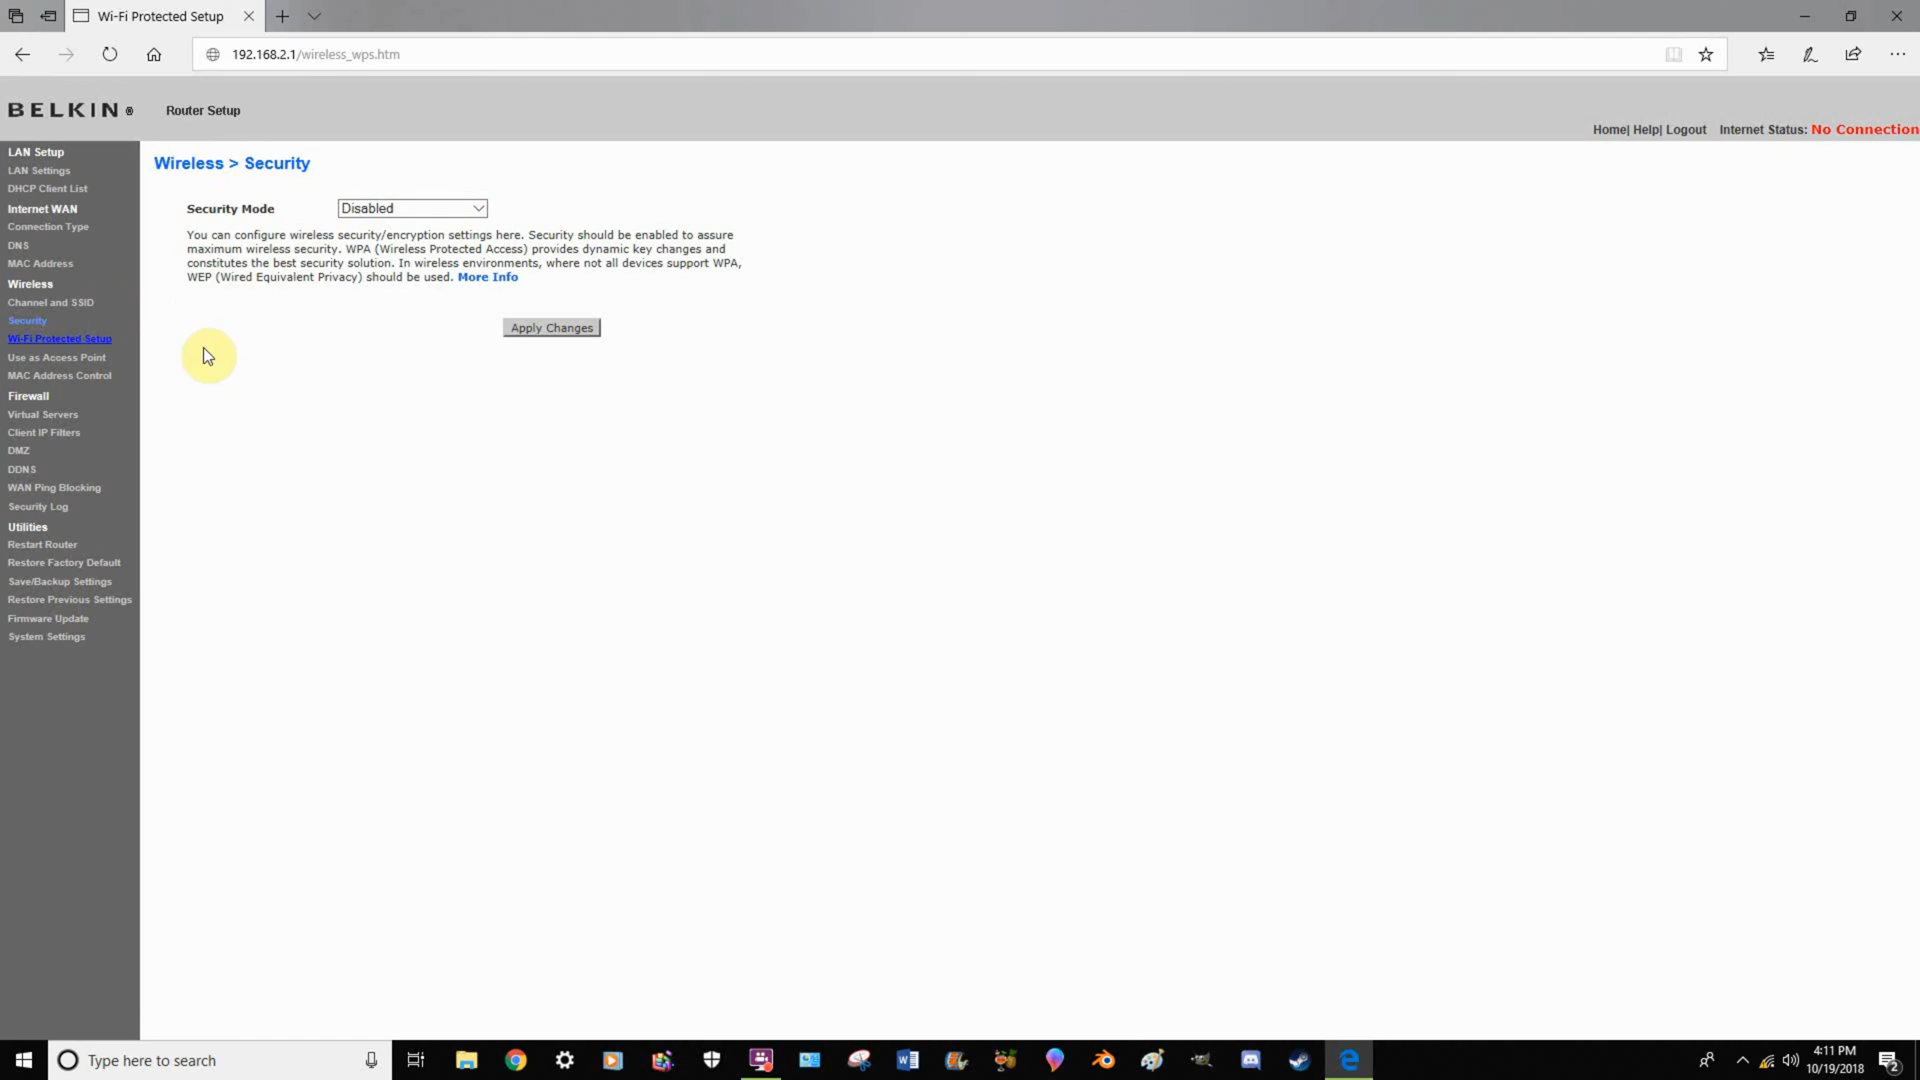 Wi-Fi Protected Setup
192.168.2.1/wireless_wps.htm
BELKIN
Router Setup
Home| Help| Logout Internet Status: No Connection
LAN Setup
LAN Settings
DHCP Client List
Internet WAN
Connection Type
DNS
MAC Address
Wireless
Channel and SSID
Security
Wi-Fi Protected Setup
Use as Access Point
MAC Address Control
Firewall
Virtual Servers
Client IP Filters
DMZ
DDNS
WAN Ping Blocking
Security Log
Utilities
Restart Router
Restore Factory Default
Save/Backup Settings
Restore Previous Settings
Firmware Update
System Settings
Wireless > Security
Security Mode Disabled
You can configure wireless security/encryption settings here. Security should be enabled to assure
maximum wireless security. WPA (Wireless Protected Access) provides dynamic key changes and
constitutes the best security solution. In wireless environments, where not all devices support WPA,
WEP (Wired Equivalent Privacy) should be used. More Info
Apply Changes
Type here to search
4:11 PM
10/19/2018
2